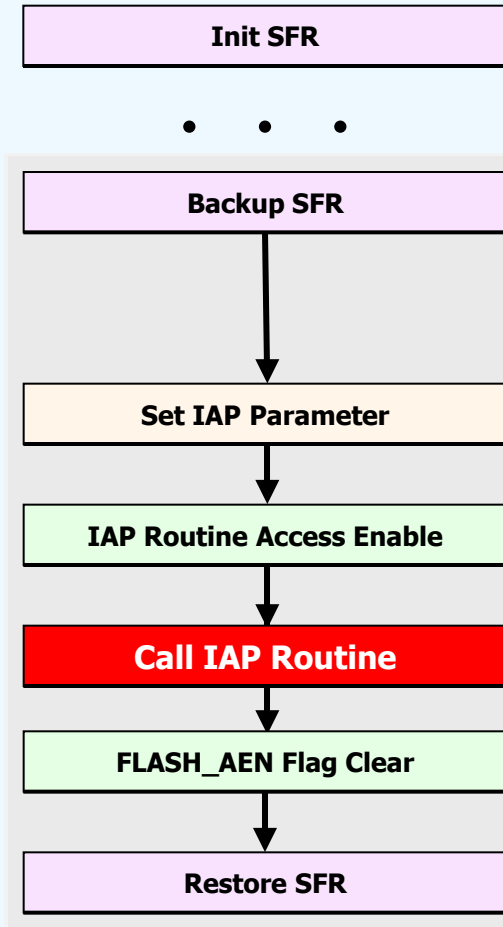 Init SFR
• • •
Backup SFR
Set IAP Parameter
IAP Routine Access Enable
Call IAP Routine
FLASH_AEN Flag Clear
Restore SFR